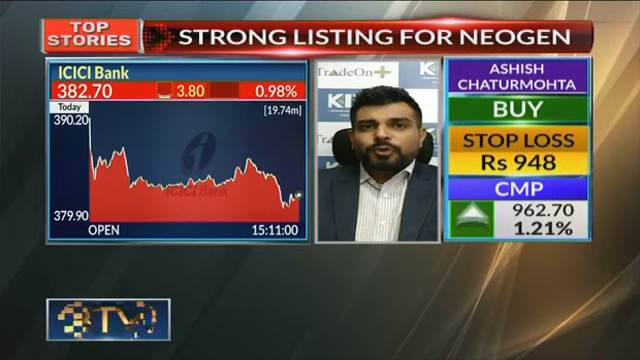 TOP
STORIES
STRONG LISTING FOR NEOGEN
ICICI Bank
382.70 3.80 0.98%
Today
[19.74m]
390.20
ICICI Bank
379.90
OPEN 15:11:00
TradeOn+
ASHISH
CHATURMOHTA
BUY
STOP LOSS
Rs 948
CMP
962.70
1.21%